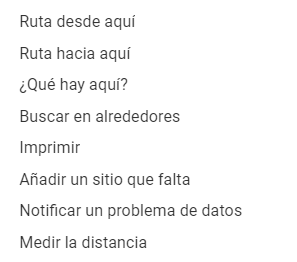 Ruta desde aquí
Ruta hacia aquí
¿Qué hay aquí?
Buscar en alrededores
Imprimir
Añadir un sitio que falta
Notificar un problema de datos
Medir la distancia